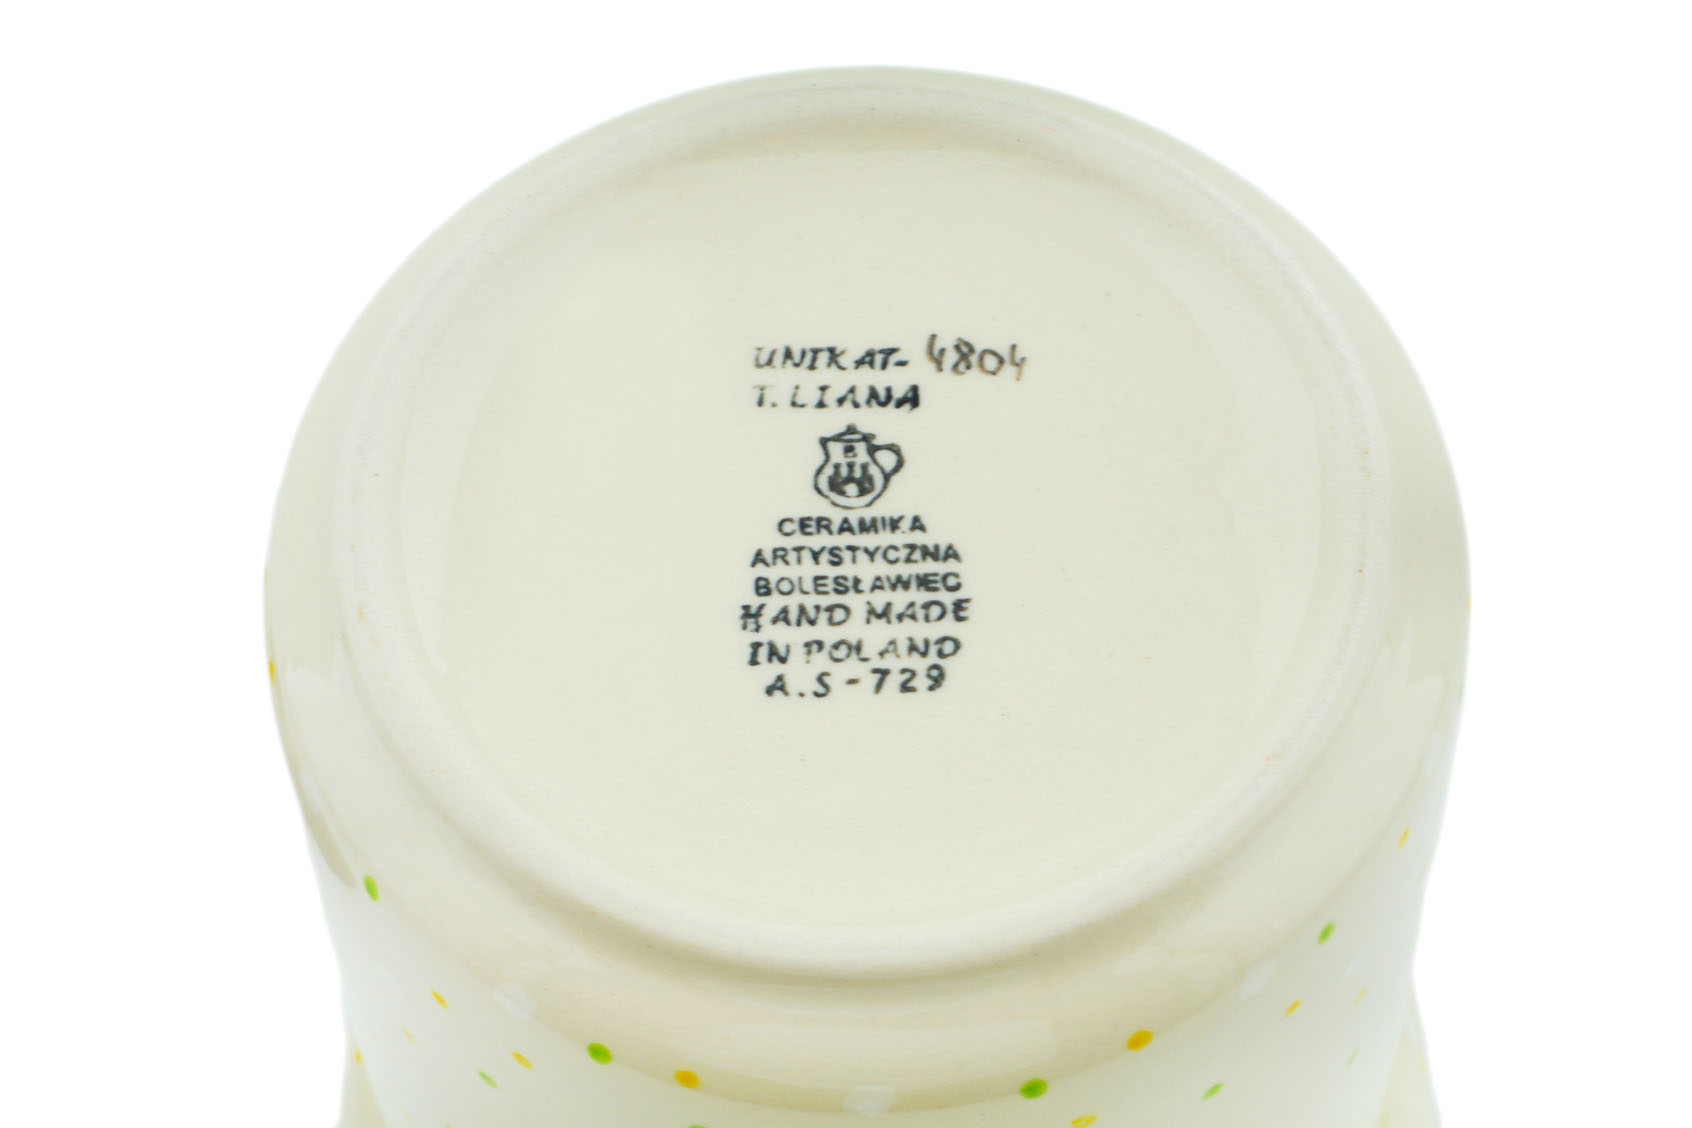 UNIKAT- 4804
T. LIANA
CERAMIKA
ARTYSTYCZNA
BOLESŁAWIEC
HAND MADE
IN POLAND
A.S-729